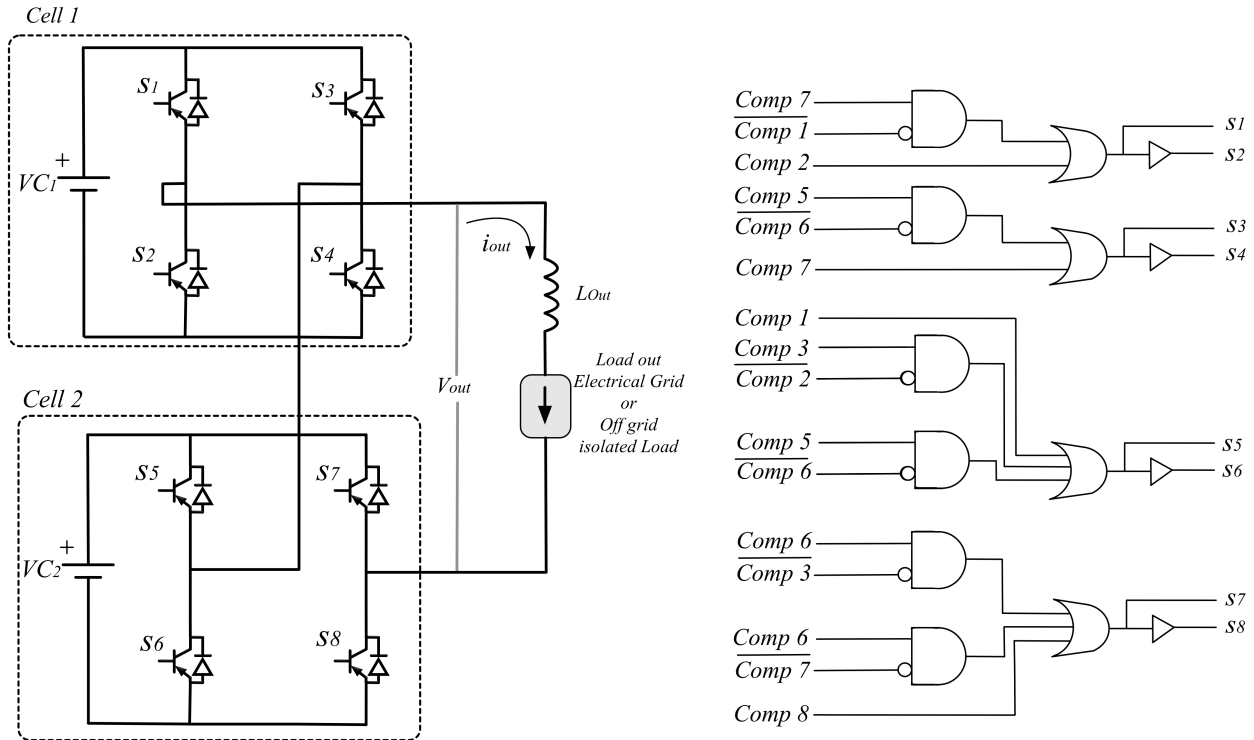 Cell 1
S1
S3
+
VC1
S2
S4
iout
LOut
Vout
Load out
Electrical Grid
or
Off grid
isolated Load
Cell 2
S5
S7
+
VC2
S6
S8
Comp 7
Comp 1
Comp 2
S1
S2
Comp 5
Comp 6
Comp 7
S3
S4
Comp 1
Comp 3
Comp 2
Comp 5
Comp 6
S5
S6
Comp 6
Comp 3
Comp 6
Comp 7
Comp 8
S7
S8